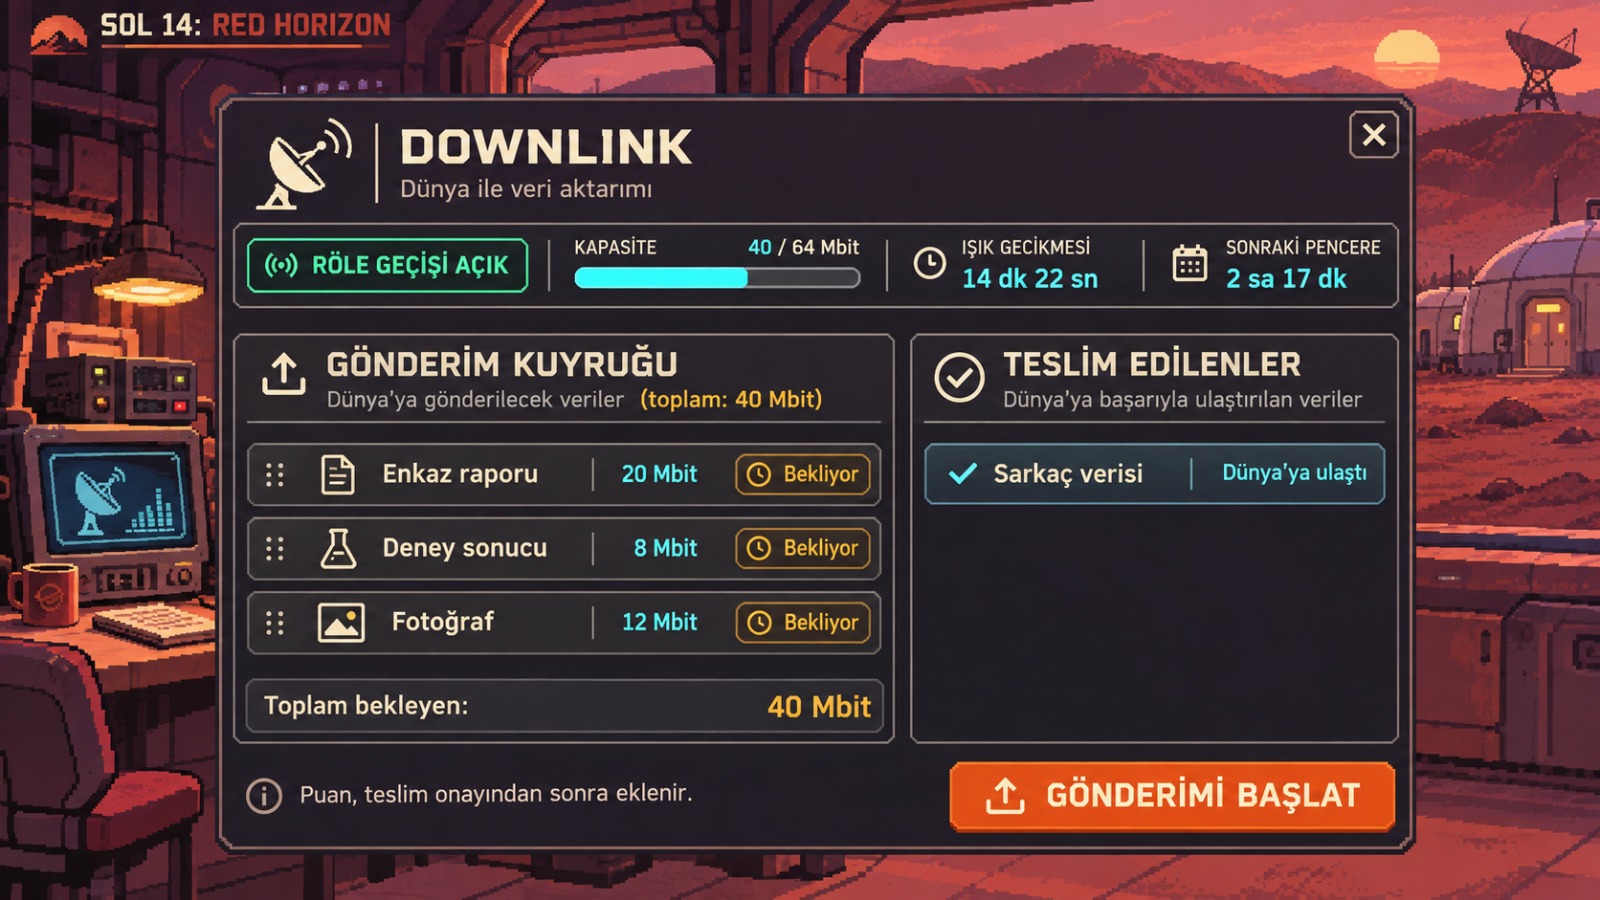 SOL 14: RED HORIZON
DOWNLINK
Dünya ile veri aktarımı
RÖLE GEÇİŞİ AÇIK
KAPASİTE 40 / 64 Mbit
IŞIK GECİKMESİ
14 dk 22 sn
SONRAKİ PENCERE
2 sa 17 dk
GÖNDERİM KUYRUĞU
Dünya'ya gönderilecek veriler (toplam: 40 Mbit)
Enkaz raporu 20 Mbit Bekliyor
Deney sonucu 8 Mbit Bekliyor
Fotoğraf 12 Mbit Bekliyor
Toplam bekleyen: 40 Mbit
TESLİM EDİLENLER
Dünya'ya başarıyla ulaştırılan veriler
Sarkaç verisi Dünya'ya ulaştı
Puan, teslim onayından sonra eklenir.
GÖNDERİMİ BAŞLAT